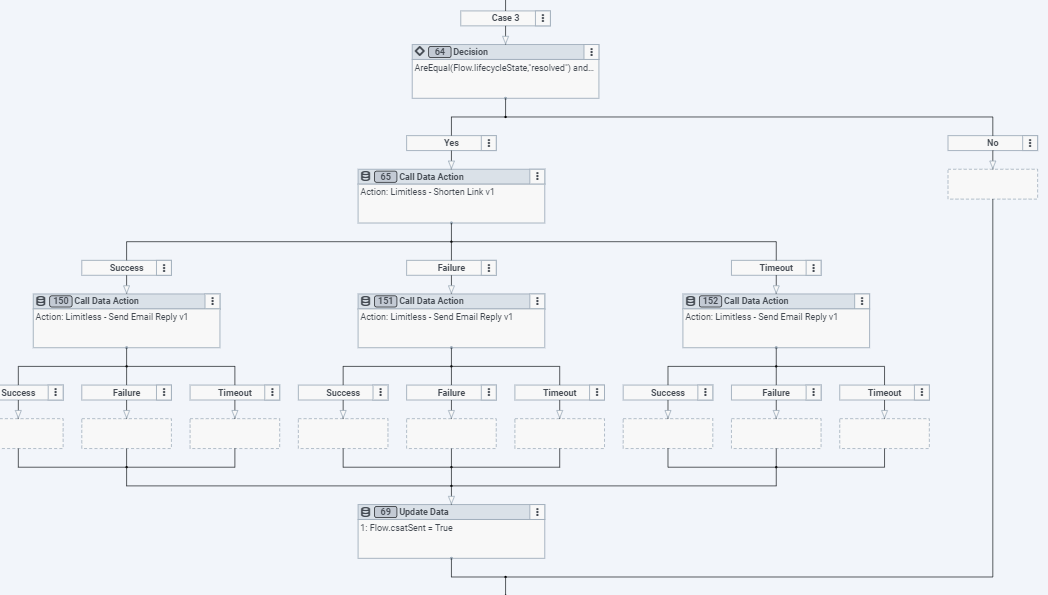 Case 3
64 Decision
AreEqual(Flow.lifecycleState,"resolved") and...
Yes
No
65 Call Data Action
Action: Limitless - Shorten Link v1
Success
Failure
Timeout
150 Call Data Action
Action: Limitless - Send Email Reply v1
151 Call Data Action
Action: Limitless - Send Email Reply v1
152 Call Data Action
Action: Limitless - Send Email Reply v1
Success
Failure
Timeout
Success
Failure
Timeout
Success
Failure
Timeout
69 Update Data
1: Flow.csatSent = True